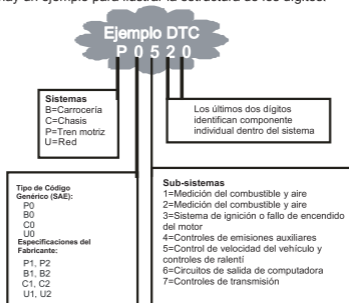 hay un ejemplo para ilustrar la estructura de los dígitos.
Ejemplo DTC
P 0 5 2 0
Sistemas
B=Carrocería
C=Chasis
P=Tren motriz
U=Red
Los últimos dos dígitos
identifican componente
individual dentro del sistema
Tipo de Código
Genérico (SAE):
P0
B0
C0
U0
Especificaciones del
Fabricante:
P1, P2
B1, B2
C1, C2
U1, U2
Sub-sistemas
1=Medición del combustible y aire
2=Medición del combustible y aire
3=Sistema de ignición o fallo de encendido
del motor
4=Controles de emisiones auxiliares
5=Control de velocidad del vehículo y
controles de ralentí
6=Circuitos de salida de computadora
7=Controles de transmisión